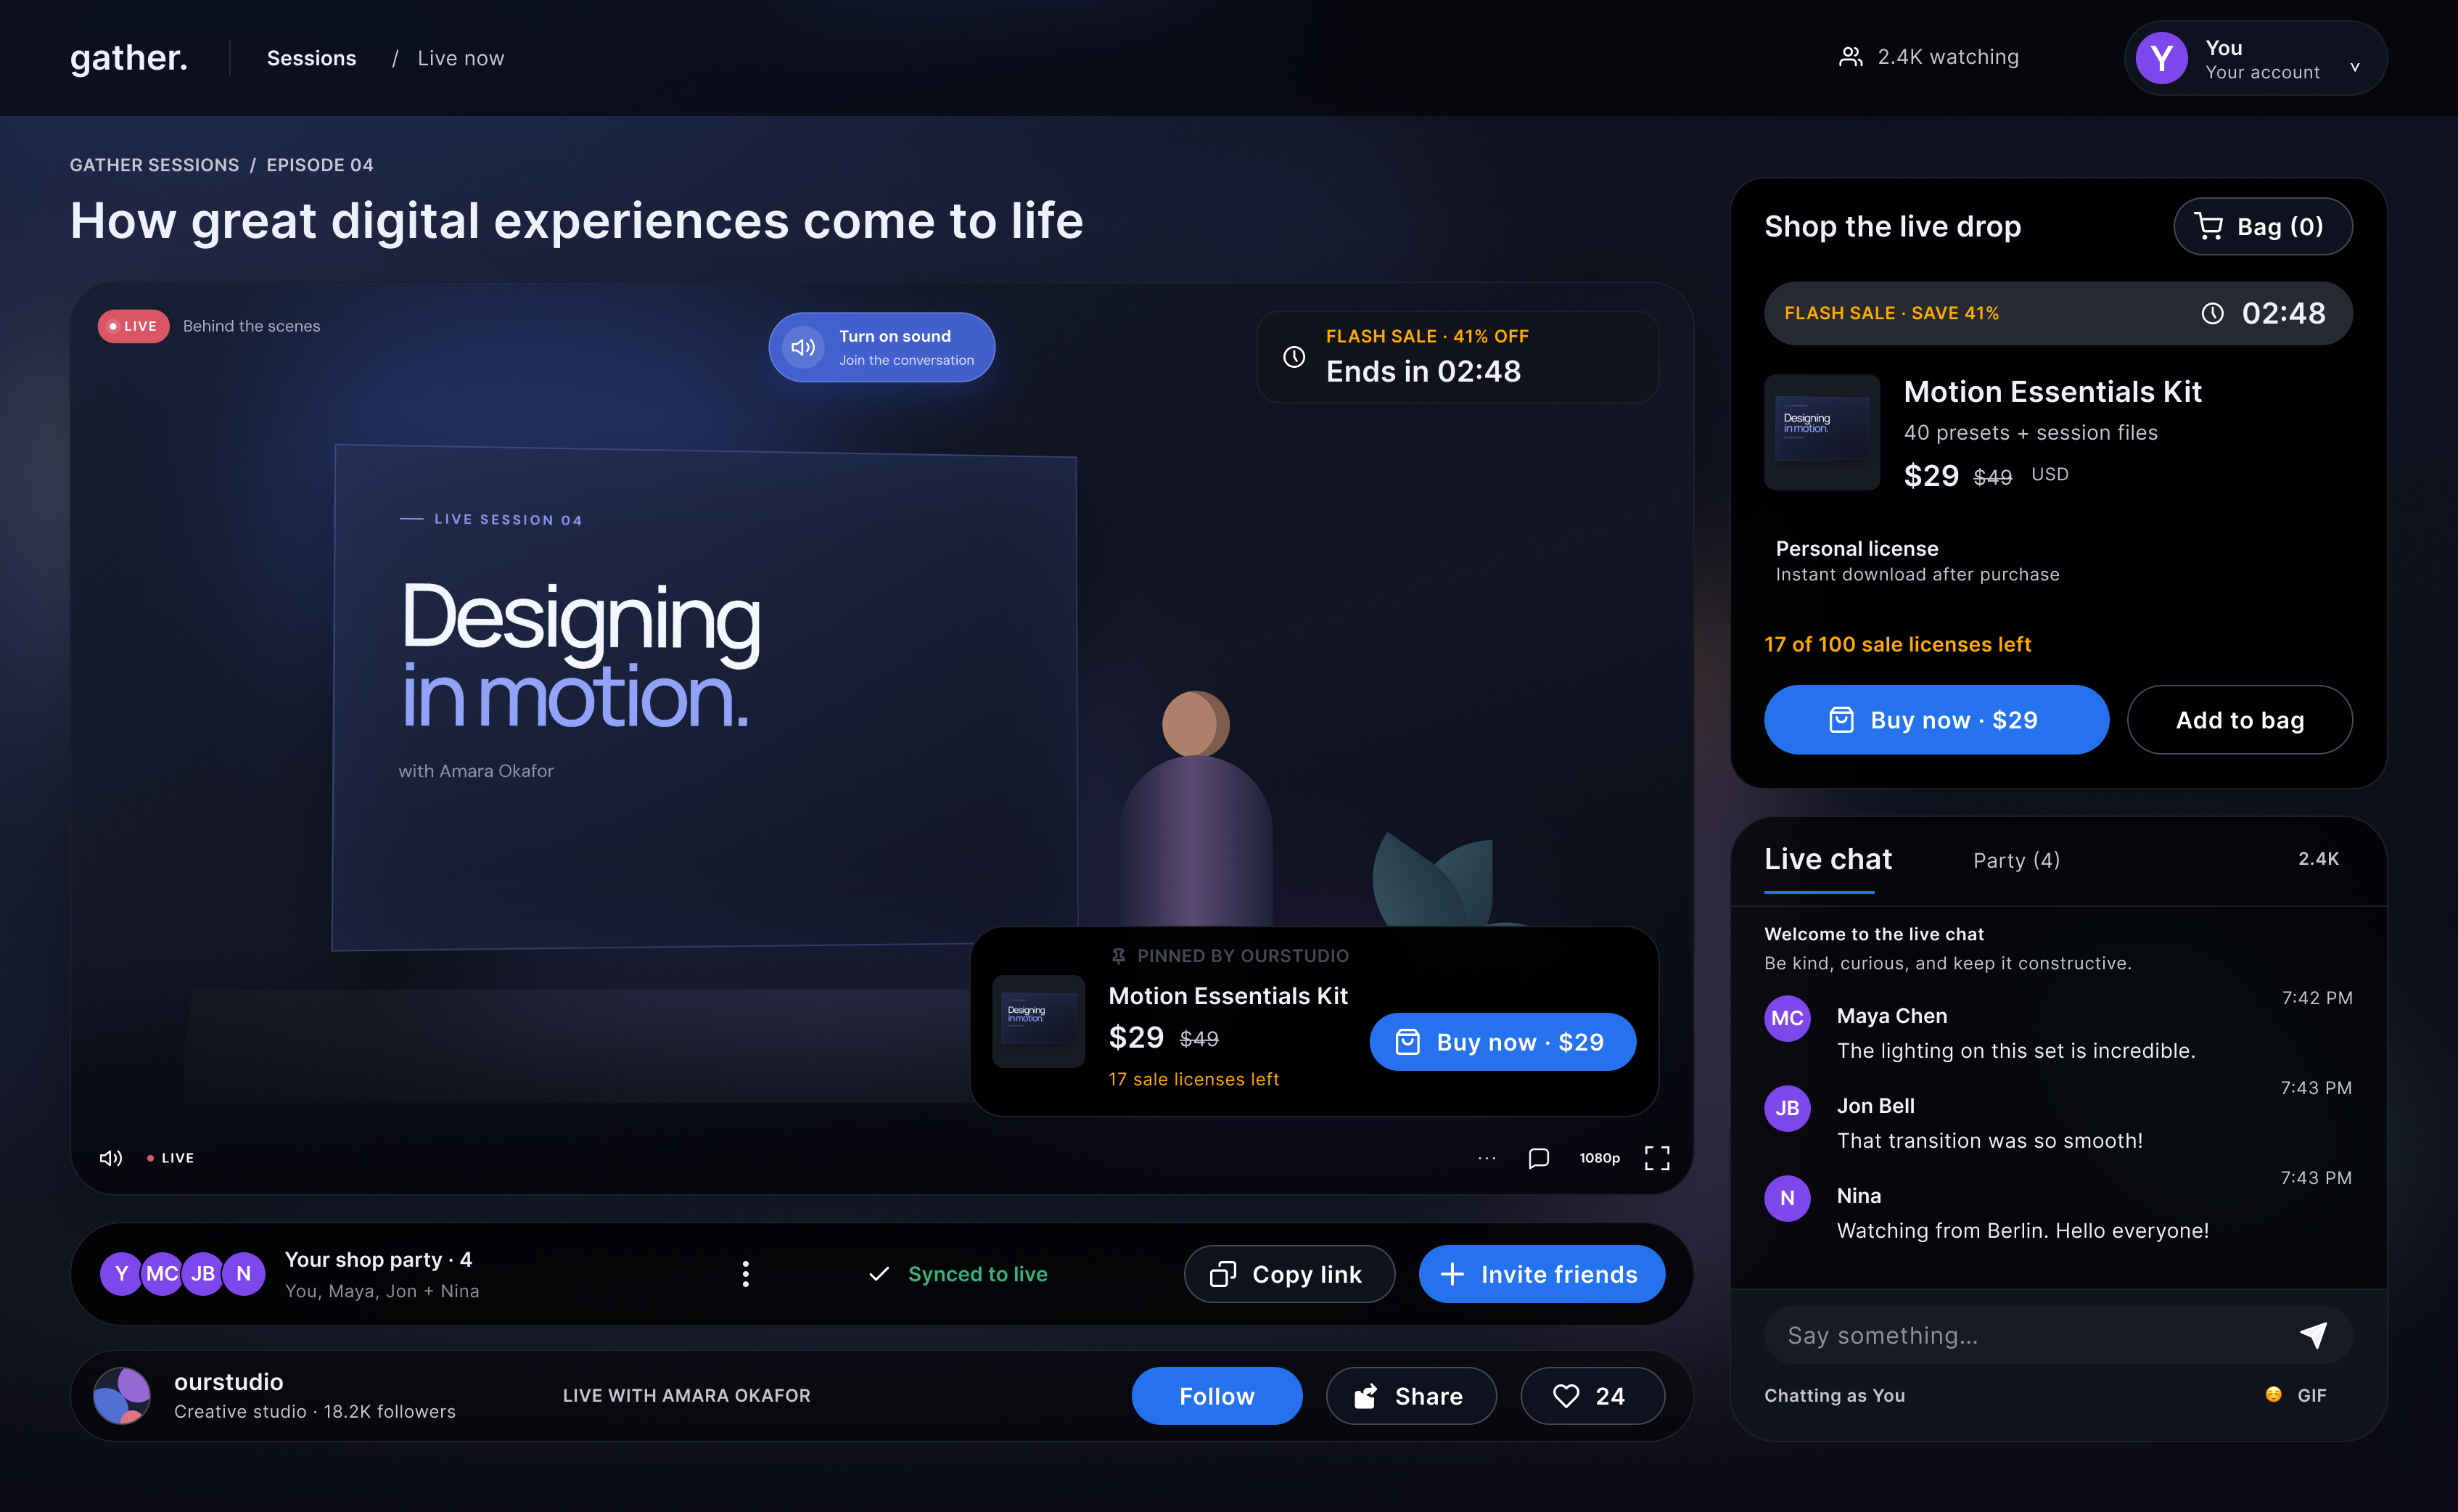 gather.
Sessions / Live now
2.4K watching
Y
You
Your account
GATHER SESSIONS / EPISODE 04
How great digital experiences come to life
LIVE
Behind the scenes
Turn on sound
Join the conversation
FLASH SALE · 41% OFF
Ends in 02:48
LIVE SESSION 04
Designing
in motion.
with Amara Okafor
PINNED BY OURSTUDIO
Designing
in motion.
Motion Essentials Kit
$29 $49
17 sale licenses left
Buy now · $29
LIVE
1080p
Y MC JB N
Your shop party · 4
You, Maya, Jon + Nina
Synced to live
Copy link
Invite friends
ourstudio
Creative studio · 18.2K followers
LIVE WITH AMARA OKAFOR
Follow
Share
24
Shop the live drop
Bag (0)
FLASH SALE · SAVE 41%
02:48
Designing
in motion.
Motion Essentials Kit
40 presets + session files
$29 $49 USD
Personal license
Instant download after purchase
17 of 100 sale licenses left
Buy now · $29
Add to bag
Live chat
Party (4)
2.4K
Welcome to the live chat
Be kind, curious, and keep it constructive.
7:42 PM
MC
Maya Chen
The lighting on this set is incredible.
7:43 PM
JB
Jon Bell
That transition was so smooth!
7:43 PM
N
Nina
Watching from Berlin. Hello everyone!
Say something...
Chatting as You
GIF